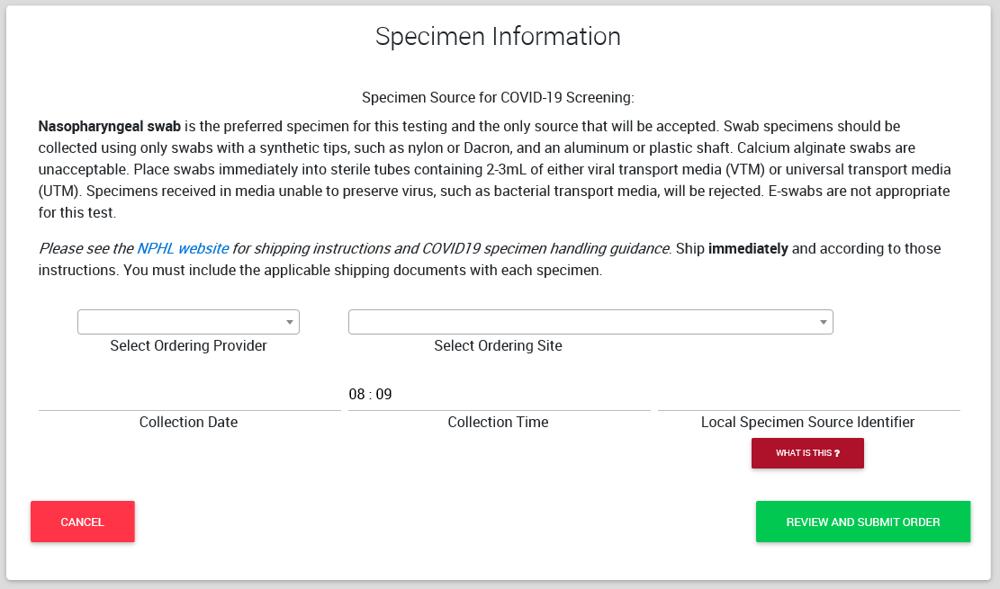 Specimen Information
Specimen Source for COVID-19 Screening:
Nasopharyngeal swab is the preferred specimen for this testing and the only source that will be accepted. Swab specimens should be
collected using only swabs with a synthetic tips, such as nylon or Dacron, and an aluminum or plastic shaft. Calcium alginate swabs are
unacceptable. Place swabs immediately into sterile tubes containing 2-3mL of either viral transport media (VTM) or universal transport media
(UTM). Specimens received in media unable to preserve virus, such as bacterial transport media, will be rejected. E-swabs are not appropriate
for this test.
Please see the NPHL website for shipping instructions and COVID19 specimen handling guidance. Ship immediately and according to those
instructions. You must include the applicable shipping documents with each specimen.
Select Ordering Provider
Select Ordering Site
08 : 09
Collection Date
Collection Time
Local Specimen Source Identifier
WHAT IS THIS ?
CANCEL
REVIEW AND SUBMIT ORDER